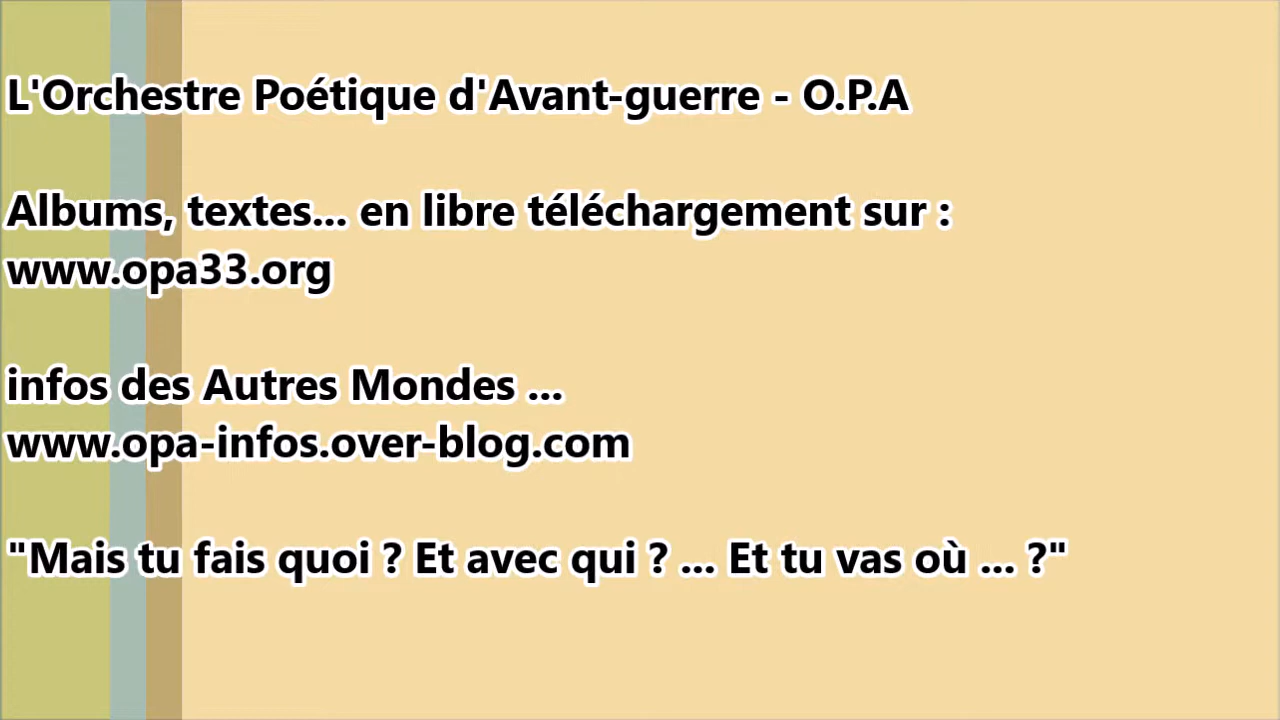 L'Orchestre Poétique d'Avant-guerre - O.P.A
Albums, textes... en libre téléchargement sur :
www.opa33.org
infos des Autres Mondes ...
www.opa-infos.over-blog.com
"Mais tu fais quoi ? Et avec qui ? ... Et tu vas où ... ?"